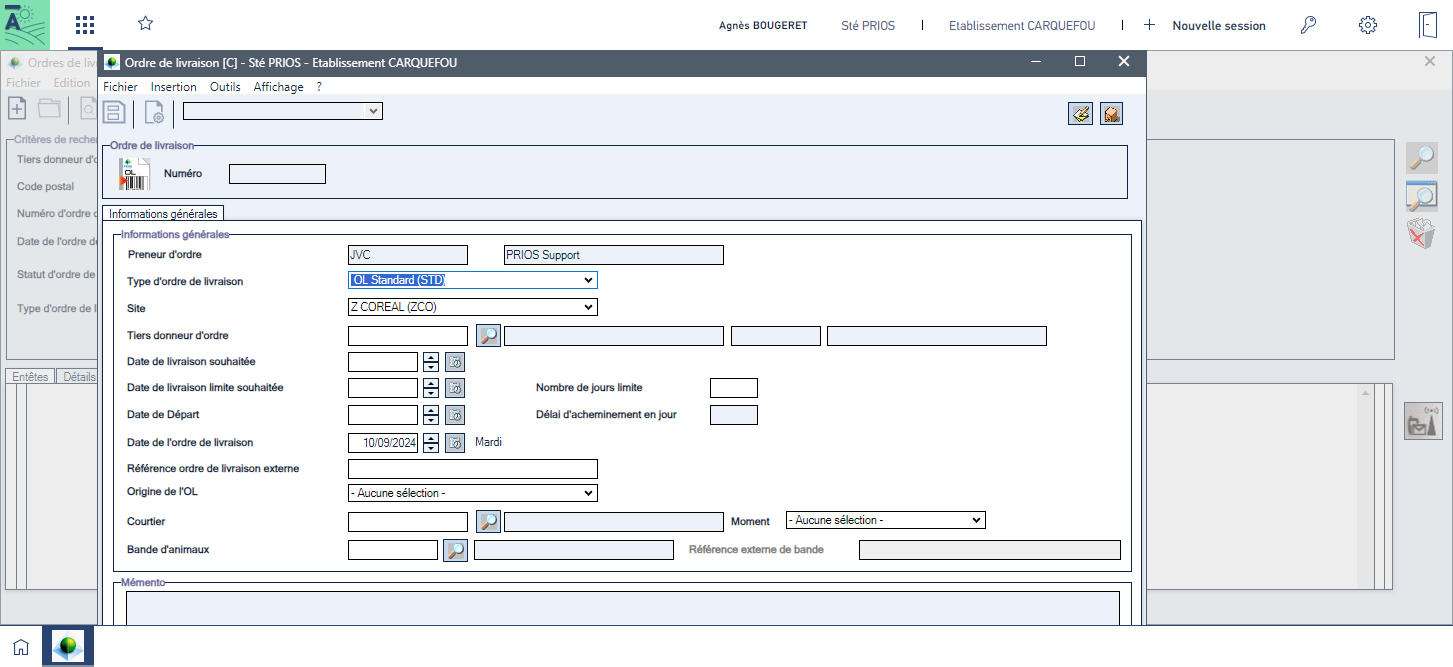 Agnès BOUGERET
Sté PRIOS
Etablissement CARQUEFOU
Nouvelle session
Ordres de liv
Ordre de livraison [C] - Sté PRIOS - Etablissement CARQUEFOU
Fichier Edition
Fichier Insertion Outils Affichage ?
Critères de recher
Tiers donneur d'o
Code postal
Numéro d'ordre d
Date de l'ordre de
Statut d'ordre de
Type d'ordre de l
Entêtes Détails
Ordre de livraison
OL
Numéro
Informations générales
Informations générales
Preneur d'ordre JVC PRIOS Support
Type d'ordre de livraison OL Standard (STD)
Site Z COREAL (ZCO)
Tiers donneur d'ordre
Date de livraison souhaitée
Date de livraison limite souhaitée Nombre de jours limite
Date de Départ Délai d'acheminement en jour
Date de l'ordre de livraison 10/09/2024 Mardi
Référence ordre de livraison externe
Origine de l'OL - Aucune sélection -
Courtier Moment - Aucune sélection -
Bande d'animaux Référence externe de bande
Mémento